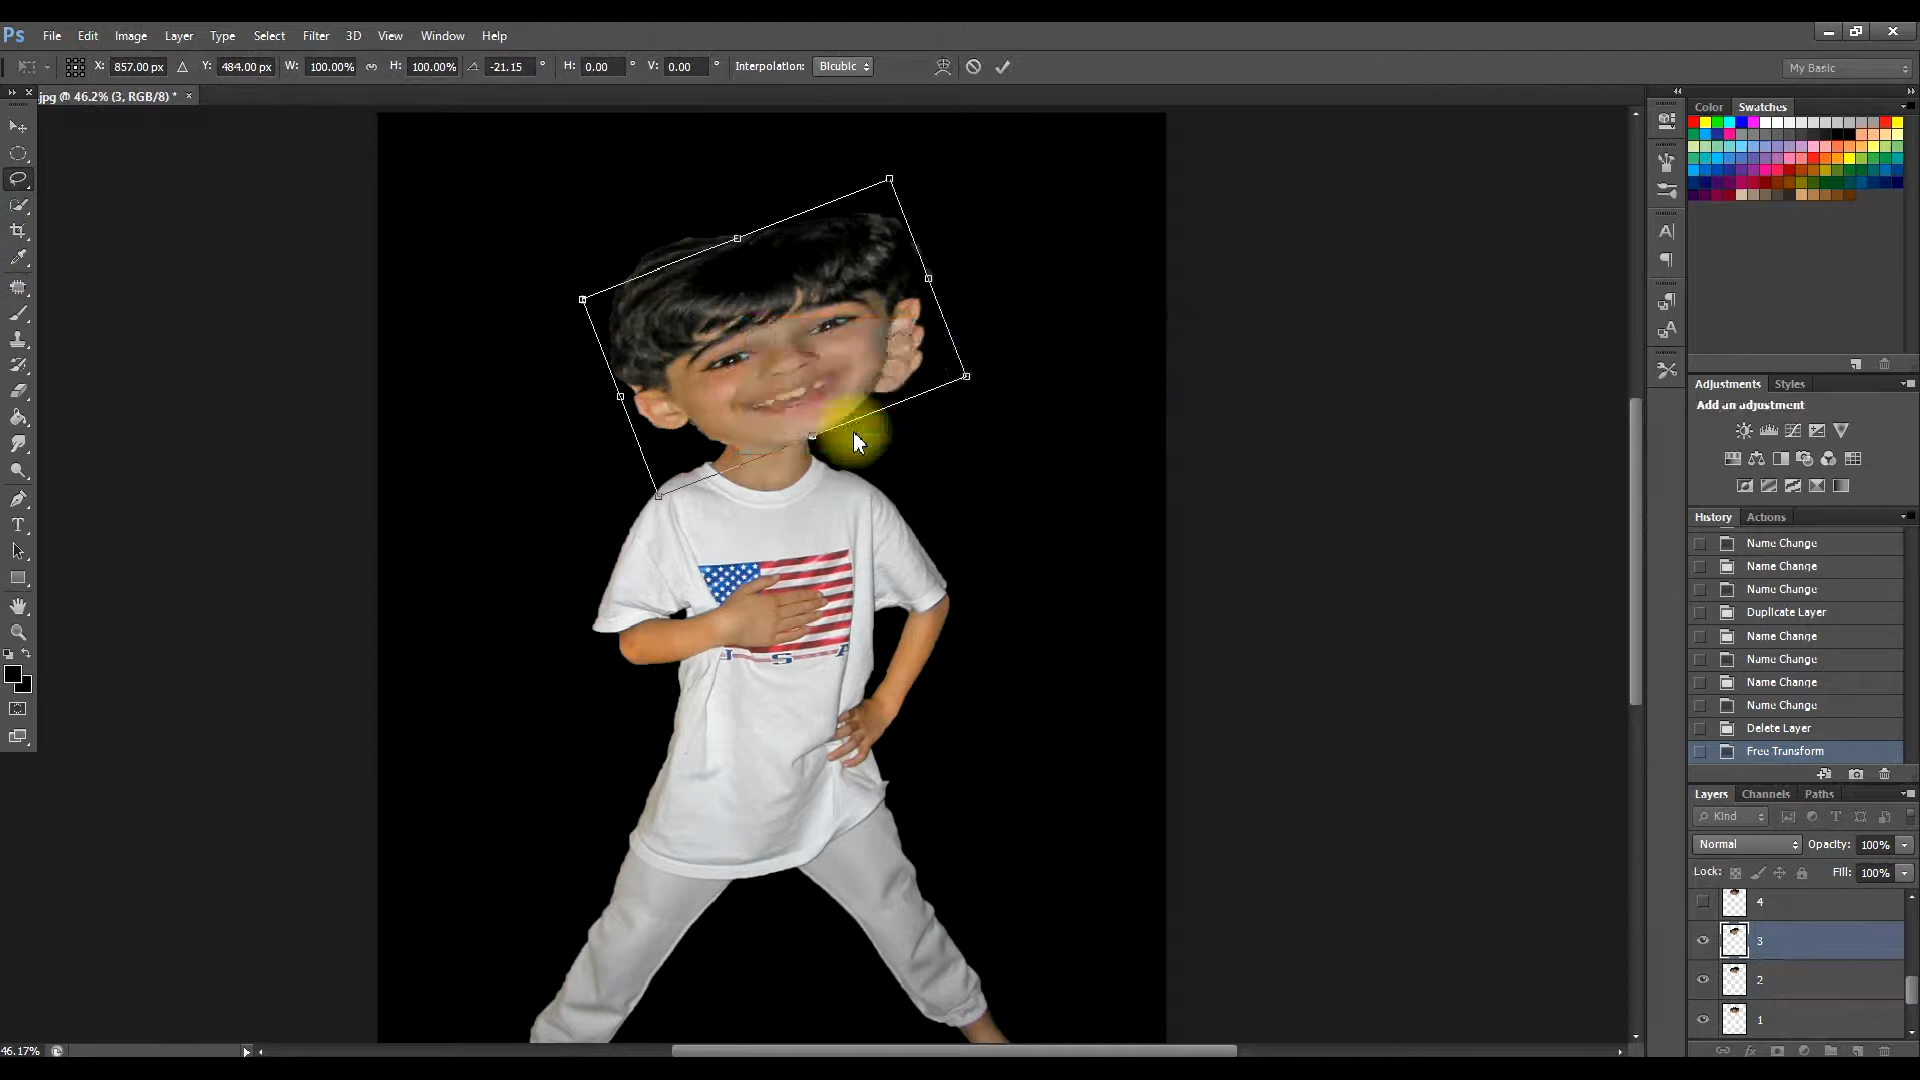 Ps File Edit Image Layer Type Select Filter 3D View Window Help
X: 857.00 px Y: 484.00 px W: 100.00% H: 100.00% -21.15 ° H: 0.00 ° V: 0.00 ° Interpolation: Bicubic My Basic
jpg @ 46.2% (3, RGB/8) * ×
Color Swatches
Adjustments Styles
Add an adjustment
History Actions
Name Change
Name Change
Name Change
Duplicate Layer
Name Change
Name Change
Name Change
Name Change
Delete Layer
Free Transform
Layers Channels Paths
Kind
Normal Opacity: 100%
Lock: Fill: 100%
4
3
2
1
U S A
46.17%